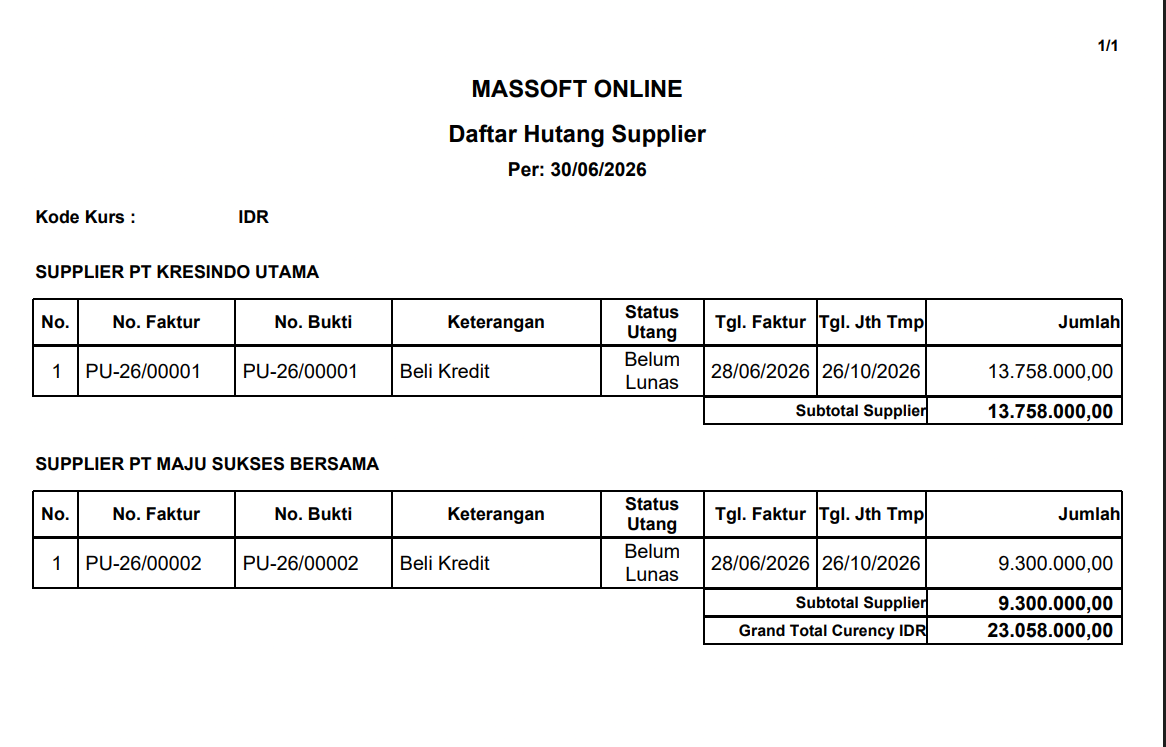 1/1
MASSOFT ONLINE
Daftar Hutang Supplier
Per: 30/06/2026
Kode Kurs : IDR
SUPPLIER PT KRESINDO UTAMA
No. No. Faktur No. Bukti Keterangan Status Utang Tgl. Faktur Tgl. Jth Tmp Jumlah
1 PU-26/00001 PU-26/00001 Beli Kredit Belum Lunas 28/06/2026 26/10/2026 13.758.000,00
Subtotal Supplier 13.758.000,00
SUPPLIER PT MAJU SUKSES BERSAMA
No. No. Faktur No. Bukti Keterangan Status Utang Tgl. Faktur Tgl. Jth Tmp Jumlah
1 PU-26/00002 PU-26/00002 Beli Kredit Belum Lunas 28/06/2026 26/10/2026 9.300.000,00
Subtotal Supplier 9.300.000,00
Grand Total Curency IDR 23.058.000,00